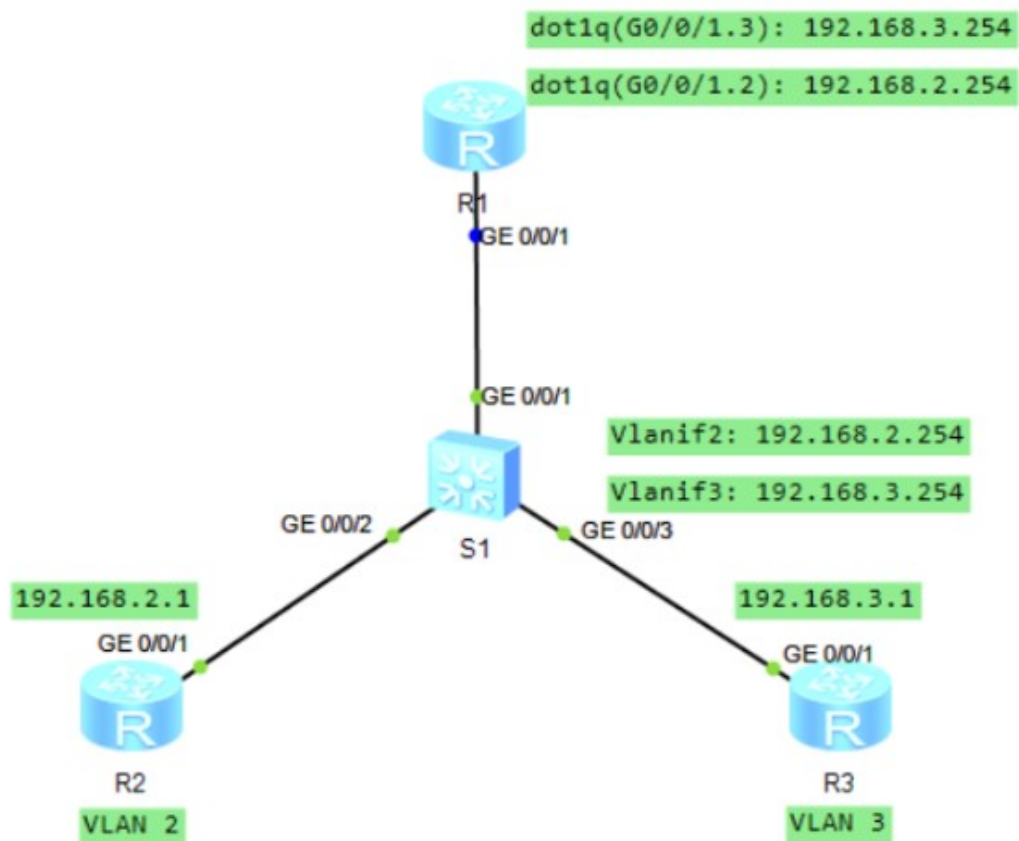 dot1q(G0/0/1.3): 192.168.3.254
dot1q(G0/0/1.2): 192.168.2.254
R
R1
GE 0/0/1
GE 0/0/1
Vlanif2: 192.168.2.254
Vlanif3: 192.168.3.254
GE 0/0/2
GE 0/0/3
S1
192.168.2.1
192.168.3.1
GE 0/0/1
GE 0/0/1
R
R
R2
R3
VLAN 2
VLAN 3